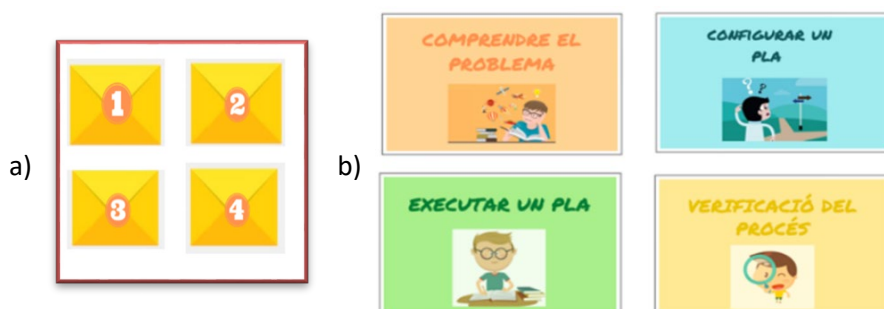 a)
1
2
3
4
b)
COMPRENDRE EL
PROBLEMA
CONFIGURAR UN
PLA
EXECUTAR UN PLA
VERIFICACIÓ DEL
PROCÉS